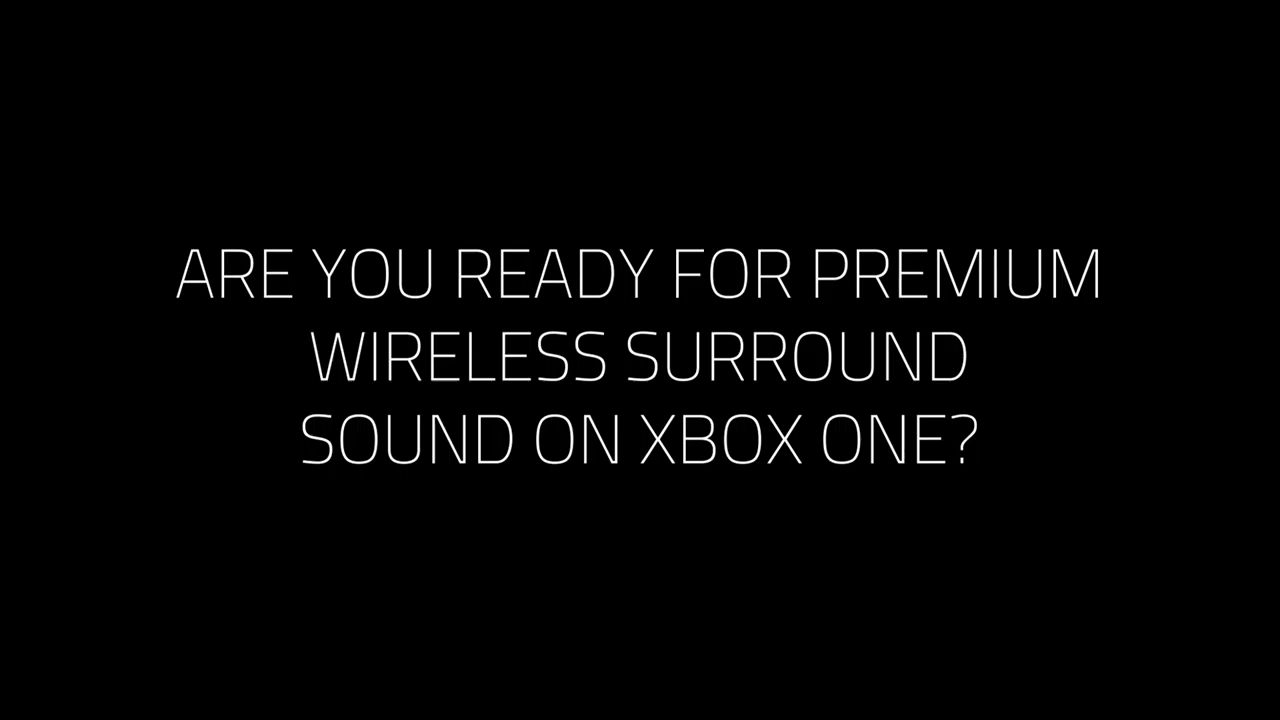 ARE YOU READY FOR PREMIUM
WIRELESS SURROUND
SOUND ON XBOX ONE?